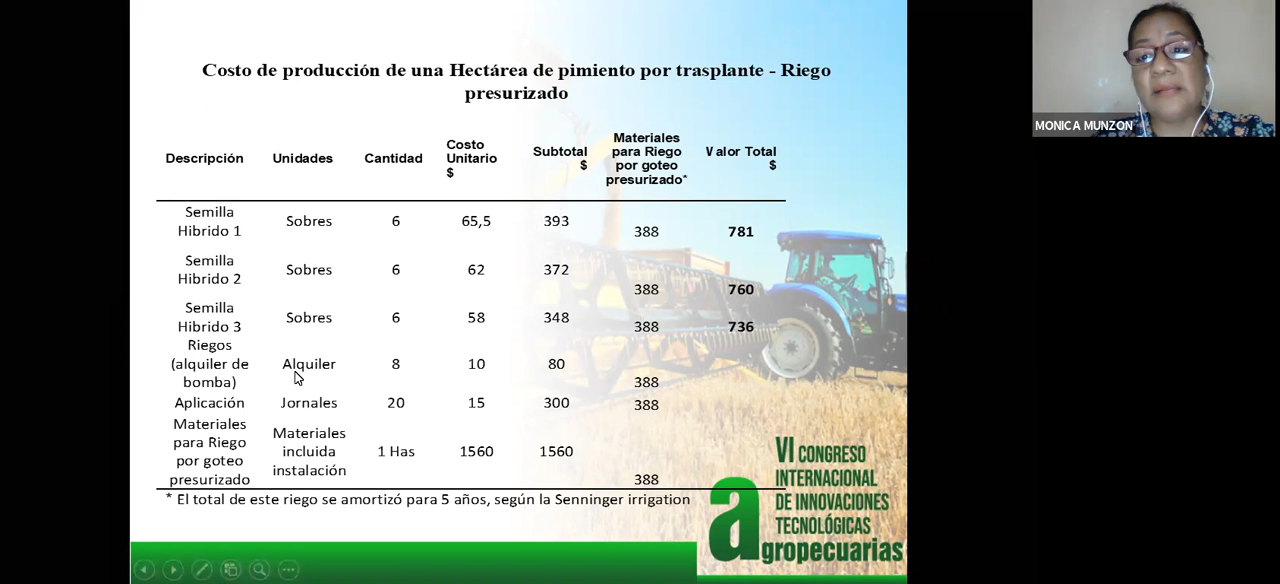 Costo de producción de una Hectárea de pimiento por trasplante - Riego
presurizado
MONICA MUNZON
Descripción Unidades Cantidad Costo Unitario $ Subtotal $ Materiales para Riego por goteo presurizado* Valor Total $
Semilla Hibrido 1 Sobres 6 65,5 393 388 781
Semilla Hibrido 2 Sobres 6 62 372 388 760
Semilla Hibrido 3 Sobres 6 58 348 388 736
Riegos (alquiler de bomba) Alquiler 8 10 80 388
Aplicación Jornales 20 15 300 388
Materiales para Riego por goteo presurizado Materiales incluida instalación 1 Has 1560 1560 388
* El total de este riego se amortizó para 5 años, según la Senninger irrigation
VI CONGRESO
INTERNACIONAL
DE INNOVACIONES
TECNOLÓGICAS
agropecuarias